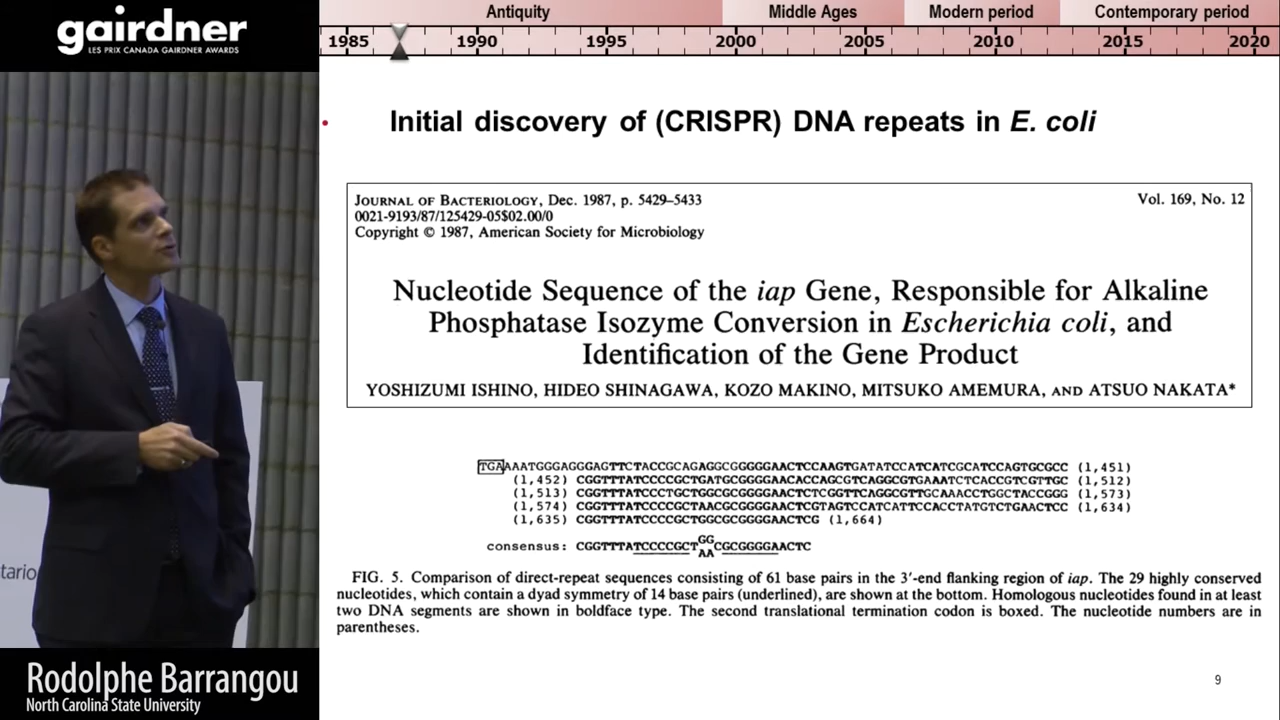 gairdner
LES PRIX CANADA GAIRDNER AWARDS
Antiquity Middle Ages Modern period Contemporary period
1985 1990 1995 2000 2005 2010 2015 2020
• Initial discovery of (CRISPR) DNA repeats in E. coli
JOURNAL OF BACTERIOLOGY, Dec. 1987, p. 5429–5433 Vol. 169, No. 12
0021-9193/87/125429-05$02.00/0
Copyright © 1987, American Society for Microbiology
Nucleotide Sequence of the iap Gene, Responsible for Alkaline
Phosphatase Isozyme Conversion in Escherichia coli, and
Identification of the Gene Product
YOSHIZUMI ISHINO, HIDEO SHINAGAWA, KOZO MAKINO, MITSUKO AMEMURA, AND ATSUO NAKATA*
TGAAAATGGGAGGGAGTTCTACCGCAGAGGCGGGGGAACTCCAAGTGATATCCATCATCGCATCCAGTGCGCC (1,451)
(1,452) CGGTTTATCCCCGCTGATGCGGGGAACACCAGCGTCAGGCGTGAAATCTCACCGTCGTTGC (1,512)
(1,513) CGGTTTATCCCTGCTGGCGCGGGGAACTCTCGGTTCAGGCGTTGCAAACCTGGCTACCGGG (1,573)
(1,574) CGGTTTATCCCCGCTAACGCGGGGAACTCGTAGTCCATCATTCCACCTATGTCTGAACTCC (1,634)
(1,635) CGGTTTATCCCCGCTGGCGCGGGGAACTCG (1,664)
GG
consensus: CGGTTTATCCCCGCT CGCGGGGAACTC
AA
FIG. 5. Comparison of direct-repeat sequences consisting of 61 base pairs in the 3'-end flanking region of iap. The 29 highly conserved
nucleotides, which contain a dyad symmetry of 14 base pairs (underlined), are shown at the bottom. Homologous nucleotides found in at least
two DNA segments are shown in boldface type. The second translational termination codon is boxed. The nucleotide numbers are in
parentheses.
tario
Rodolphe Barrangou
North Carolina State University
9